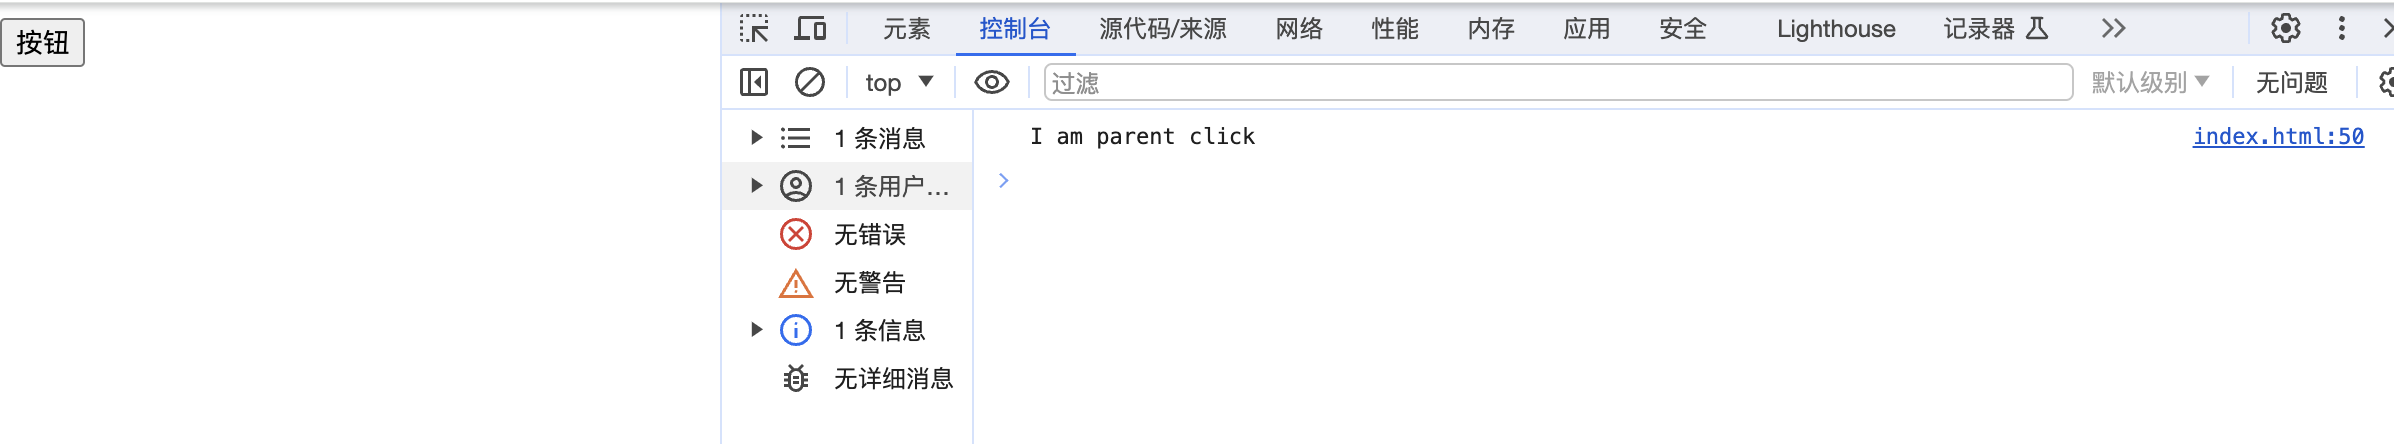 按钮
元素 控制台 源代码/来源 网络 性能 内存 应用 安全 Lighthouse 记录器
top 过滤 默认级别 无问题
1 条消息
1 条用户…
无错误
无警告
1 条信息
无详细消息
I am parent click index.html:50